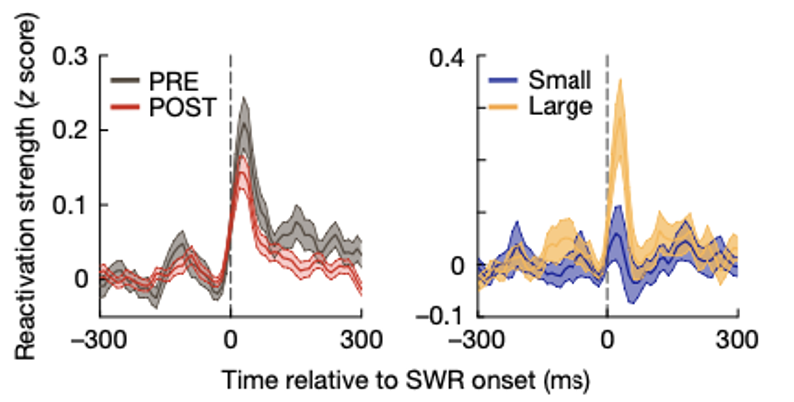 Reactivation strength (z score)
0.3
0.2
0.1
0
PRE
POST
−300
0
300
0.4
0
−0.1
Small
Large
−300
0
300
Time relative to SWR onset (ms)